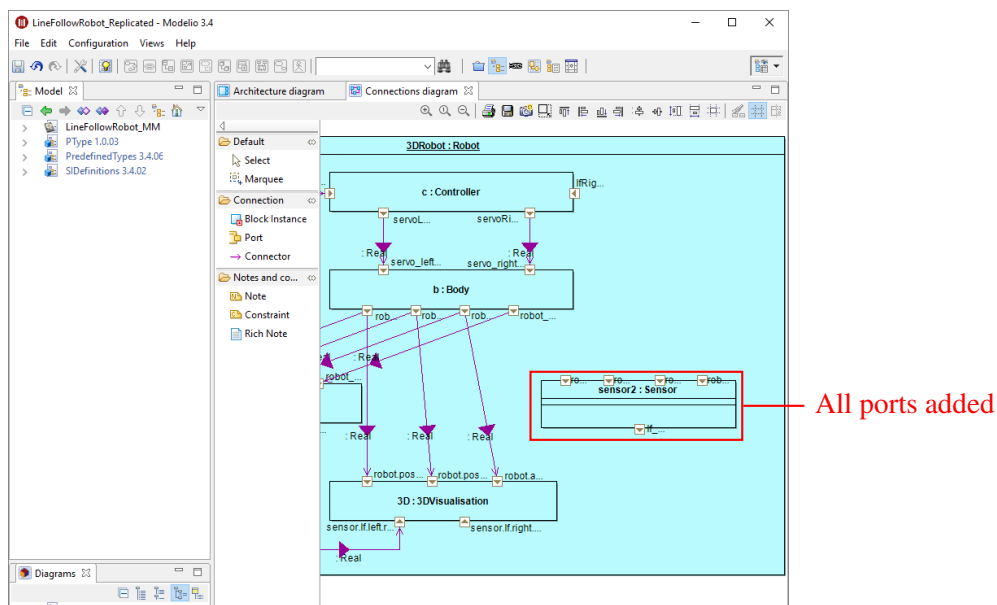 LineFollowRobot_Replicated - Modelio 3.4
File Edit Configuration Views Help
Model
Architecture diagram
Connections diagram
LineFollowRobot_MM
PType 1.0.03
PredefinedTypes 3.4.06
SIDefinitions 3.4.02
Default
Select
Marquee
Connection
Block Instance
Port
Connector
Notes and co...
Note
Constraint
Rich Note
3DRobot : Robot
c : Controller
lfRig...
servoL...
servoRi...
: Real
: Real
servo_left...
servo_right...
b : Body
rob...
rob...
rob...
robot_...
: Real
robot_...
ro...
ro...
ro...
rob...
sensor2 : Sensor
lf_...
All ports added
: Real
: Real
: Real
robot.pos...
robot.pos...
robot.a...
3D : 3DVisualisation
sensor.lf.left.r...
sensor.lf.right....
: Real
Diagrams